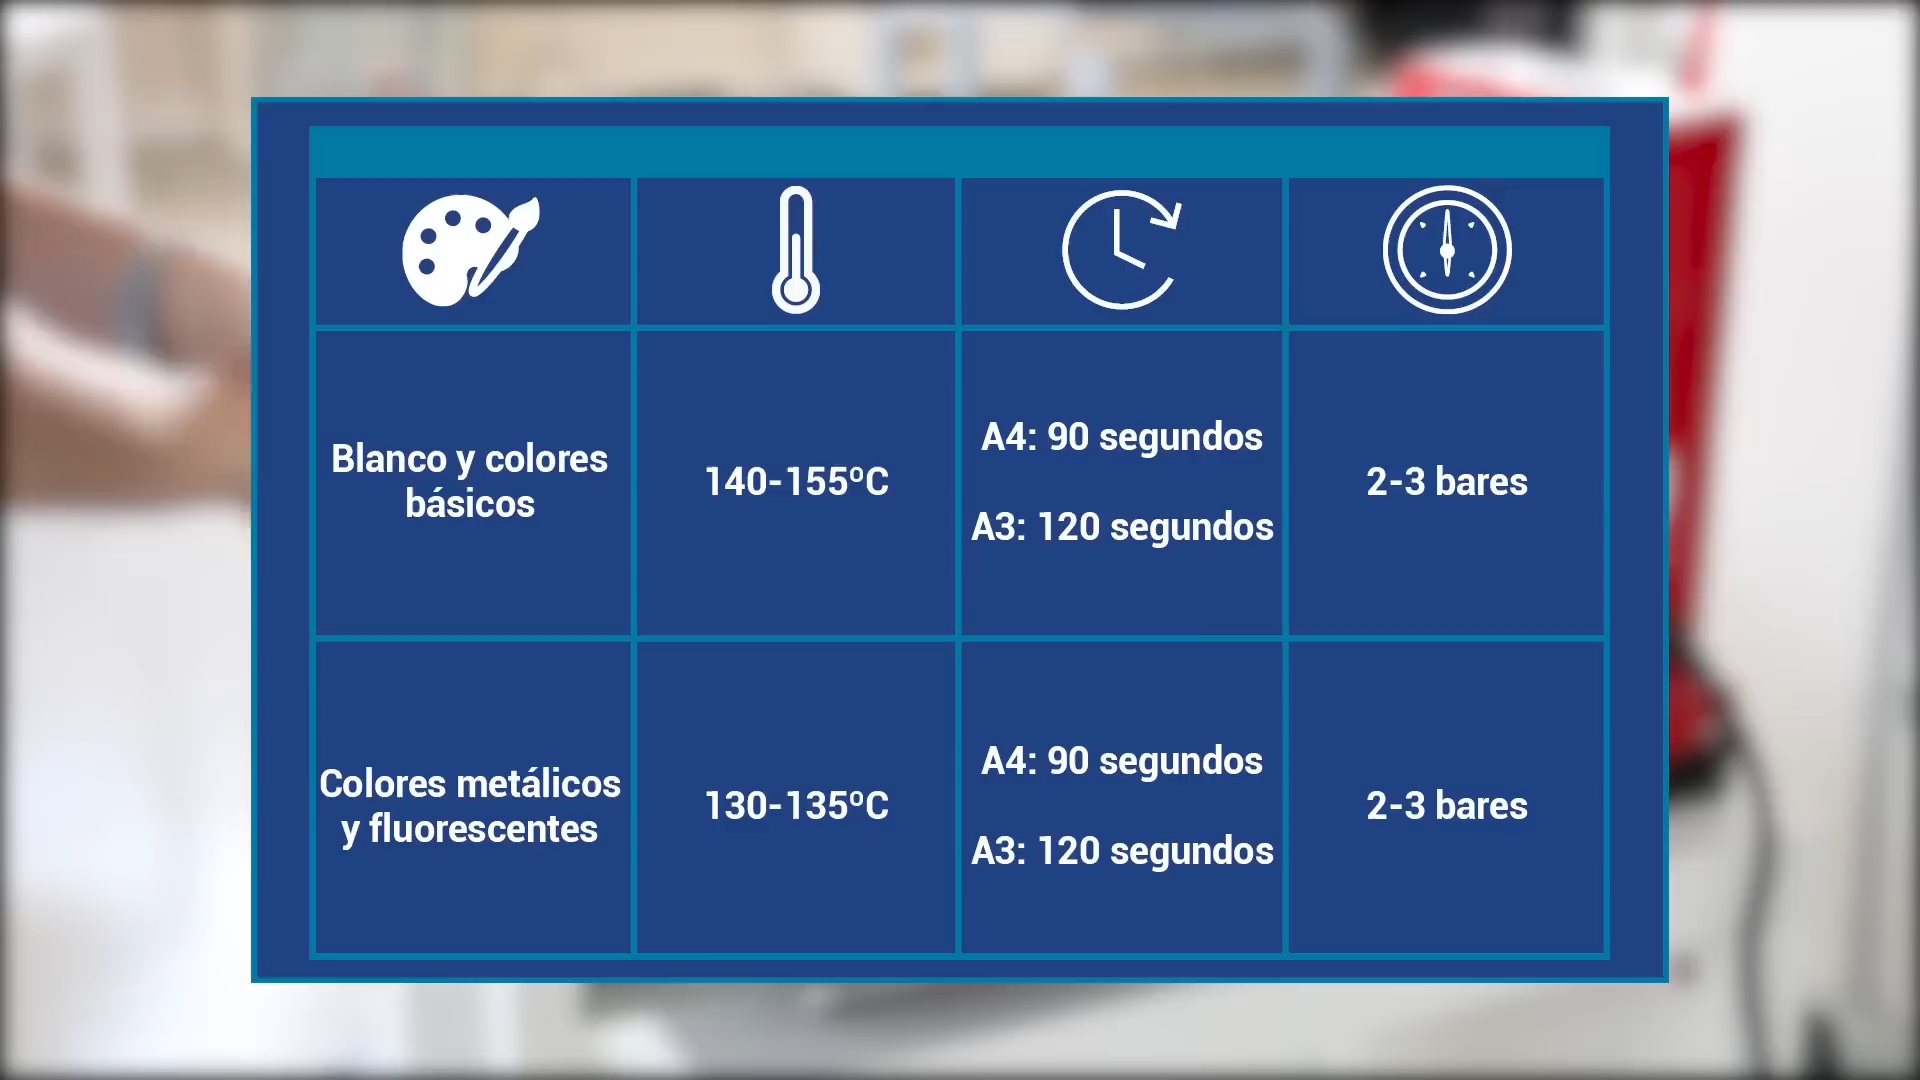 Blanco y colores
básicos
140-155ºC
A4: 90 segundos
A3: 120 segundos
2-3 bares
Colores metálicos
y fluorescentes
130-135ºC
A4: 90 segundos
A3: 120 segundos
2-3 bares